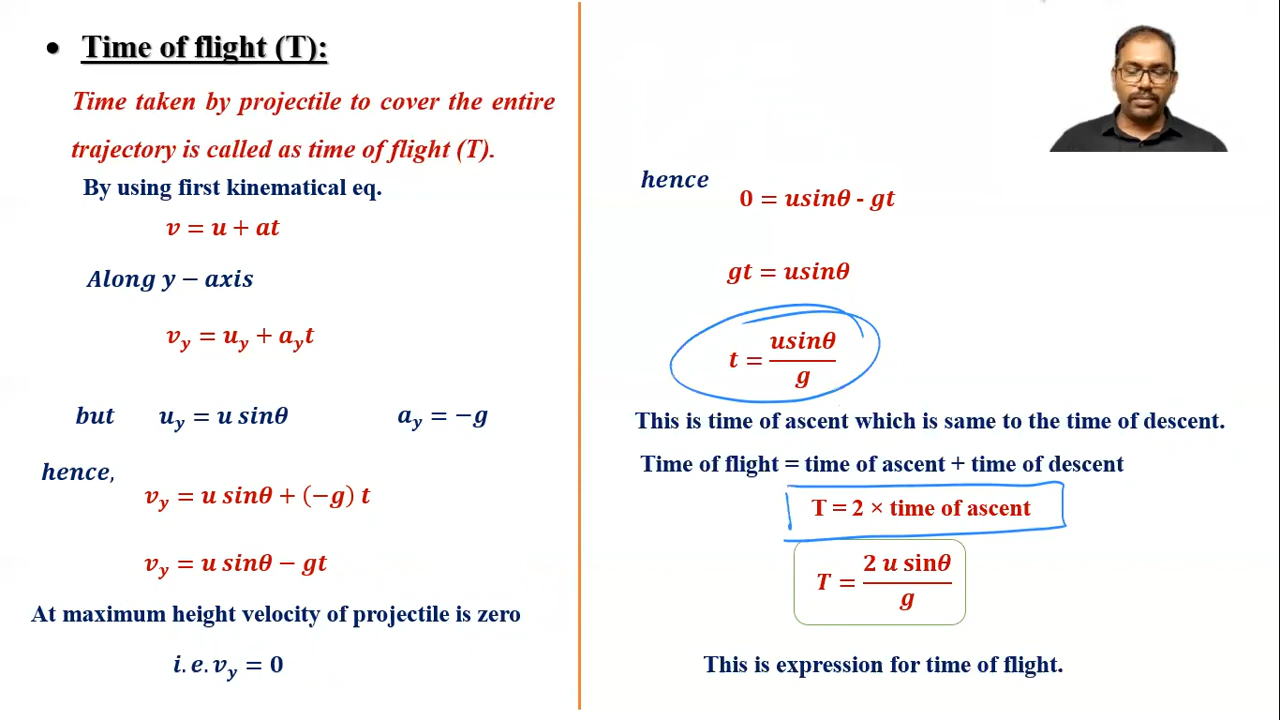 • Time of flight (T):
Time taken by projectile to cover the entire
trajectory is called as time of flight (T).
By using first kinematical eq.
v = u + at
Along y − axis
v_y = u_y + a_y t
but u_y = u sinθ a_y = −g
hence,
v_y = u sinθ + (−g) t
v_y = u sinθ − gt
At maximum height velocity of projectile is zero
i.e. v_y = 0
hence
0 = usinθ - gt
gt = usinθ
t = usinθ/g
This is time of ascent which is same to the time of descent.
Time of flight = time of ascent + time of descent
T = 2 × time of ascent
T = 2 u sinθ/g
This is expression for time of flight.